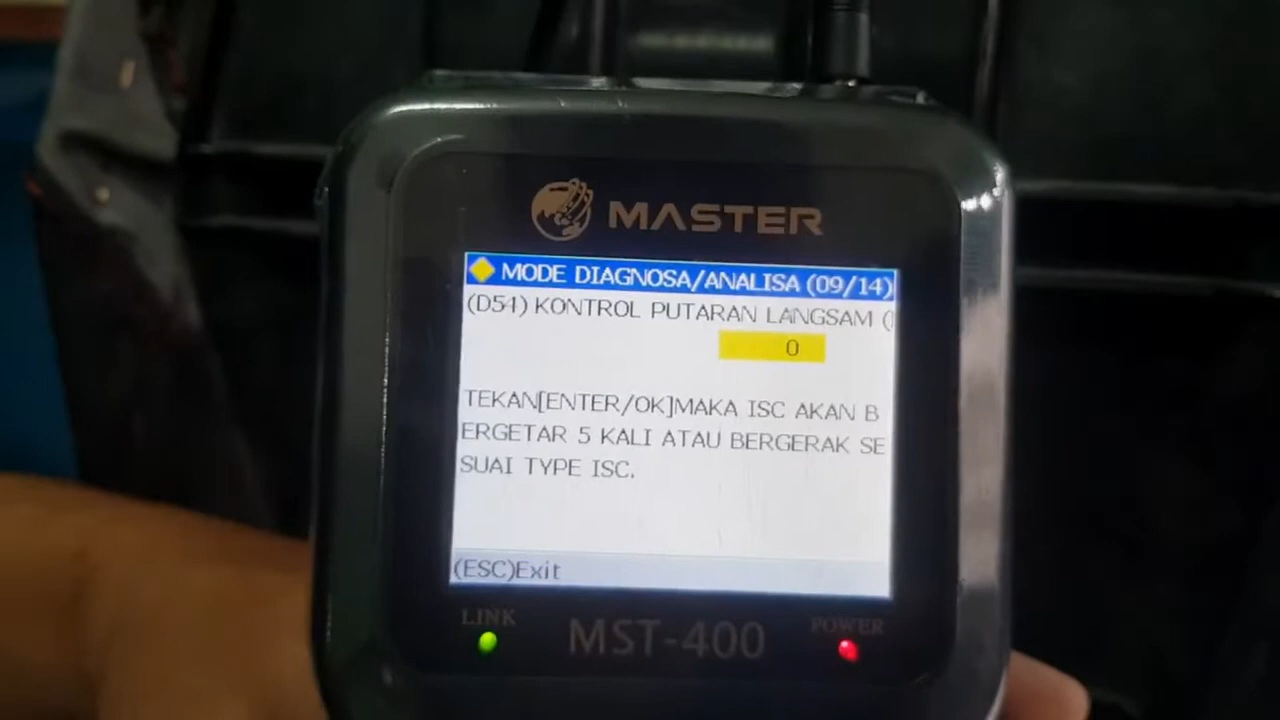 MASTER
MODE DIAGNOSA/ANALISA (09/14)
(D54) KONTROL PUTARAN LANGSAM (
0
TEKAN[ENTER/OK]MAKA ISC AKAN B
ERGETAR 5 KALI ATAU BERGERAK SE
SUAI TYPE ISC.
(ESC)Exit
LINK
MST-400
POWER